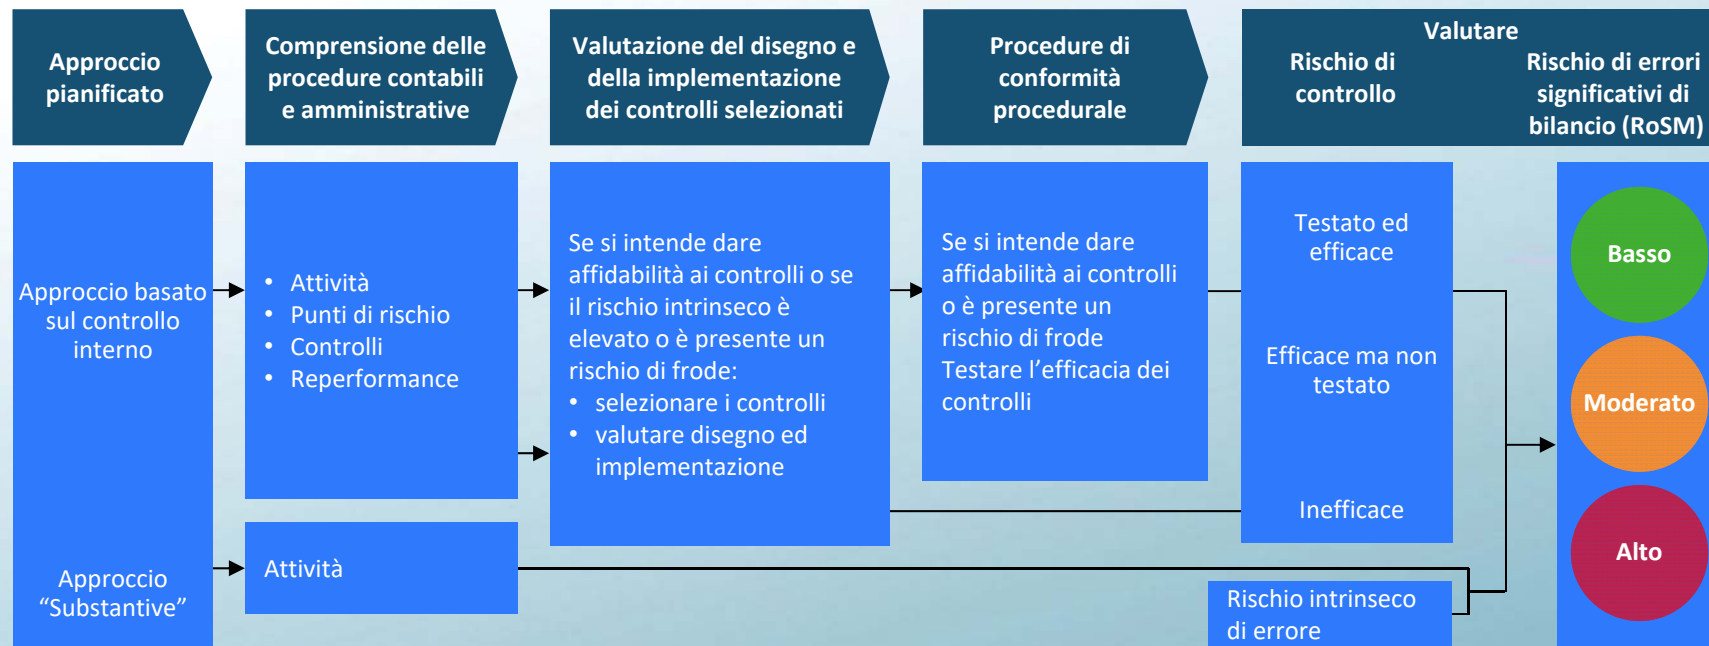 Approccio
pianificato
Comprensione delle
procedure contabili
e amministrative
Valutazione del disegno e
della implementazione
dei controlli selezionati
Procedure di
conformità
procedurale
Valutare
Rischio di
controllo
Rischio di errori
significativi di
bilancio (RoSM)
Approccio basato
sul controllo
interno
• Attività
• Punti di rischio
• Controlli
• Reperformance
Se si intende dare
affidabilità ai controlli o se
il rischio intrinseco è
elevato o è presente un
rischio di frode:
• selezionare i controlli
• valutare disegno ed
implementazione
Se si intende dare
affidabilità ai controlli
o è presente un
rischio di frode
Testare l’efficacia dei
controlli
Testato ed
efficace
Efficace ma non
testato
Inefficace
Basso
Moderato
Alto
Approccio
“Substantive”
Attività
Rischio intrinseco
di errore